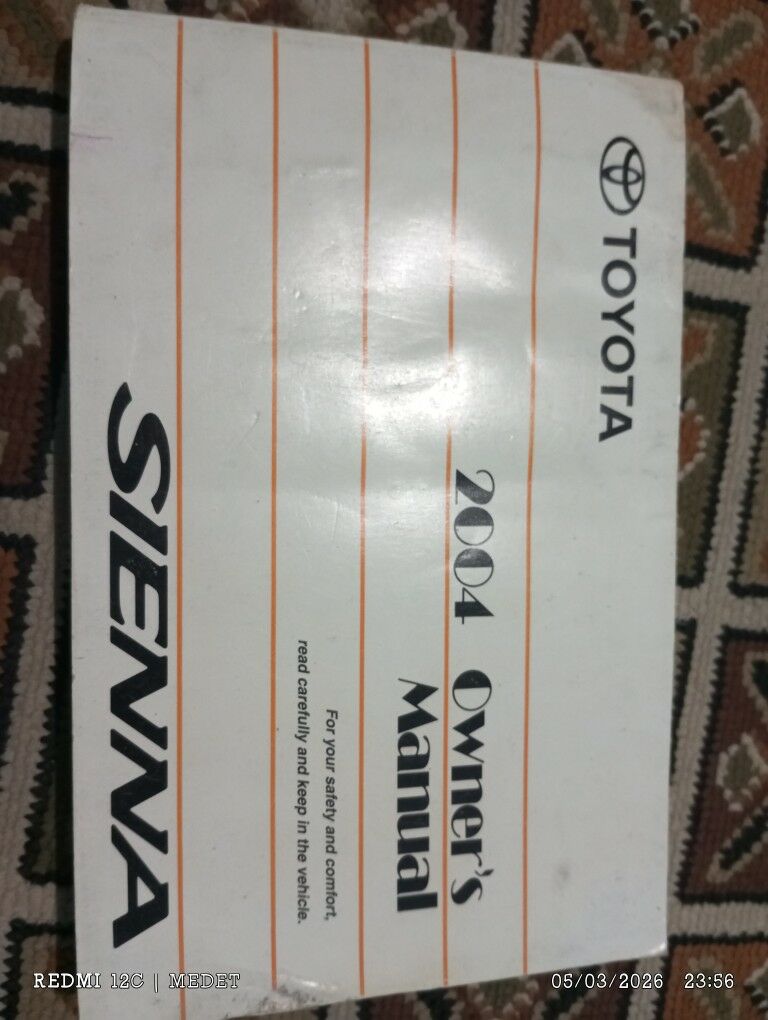 TOYOTA
2004 Owner's
Manual
For your safety and comfort,
read carefully and keep in the vehicle.
SIENNA
REDMI 12C | MEDET
05/03/2026 23:56